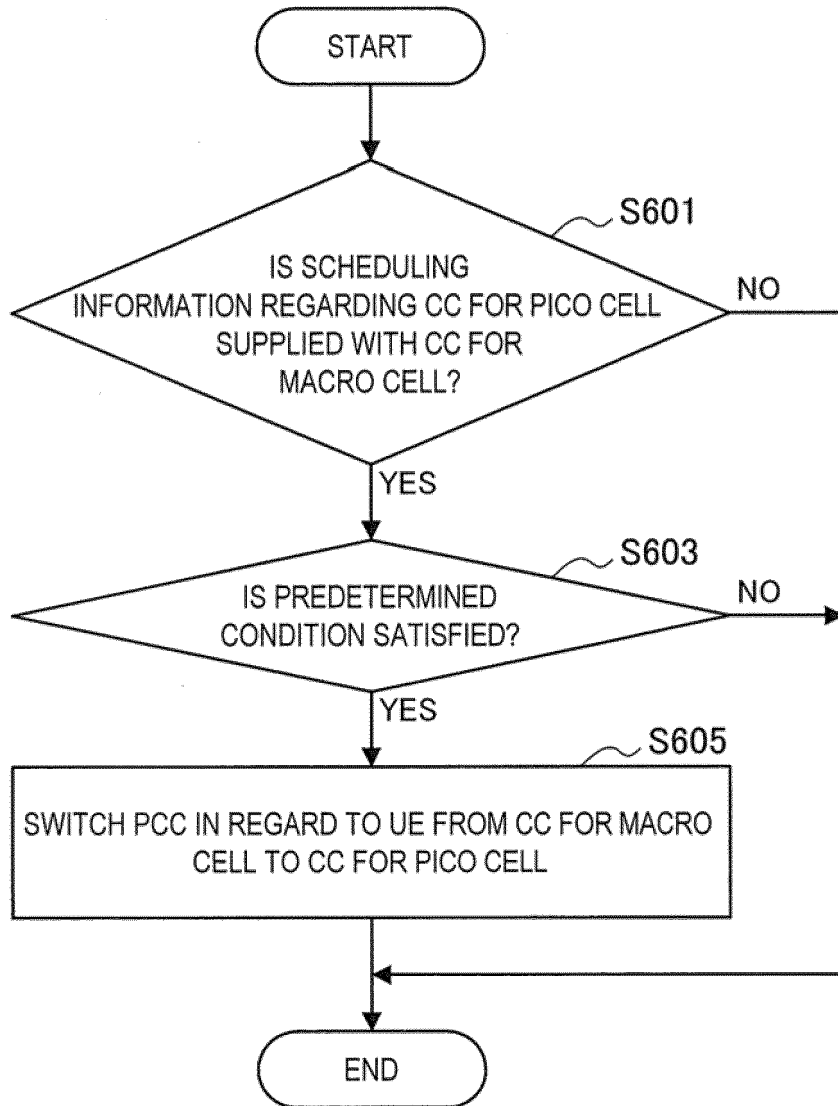 START
S601
IS SCHEDULING
INFORMATION REGARDING CC FOR PICO CELL
SUPPLIED WITH CC FOR
MACRO CELL?
NO
YES
S603
IS PREDETERMINED
CONDITION SATISFIED?
NO
YES
S605
SWITCH PCC IN REGARD TO UE FROM CC FOR MACRO
CELL TO CC FOR PICO CELL
END